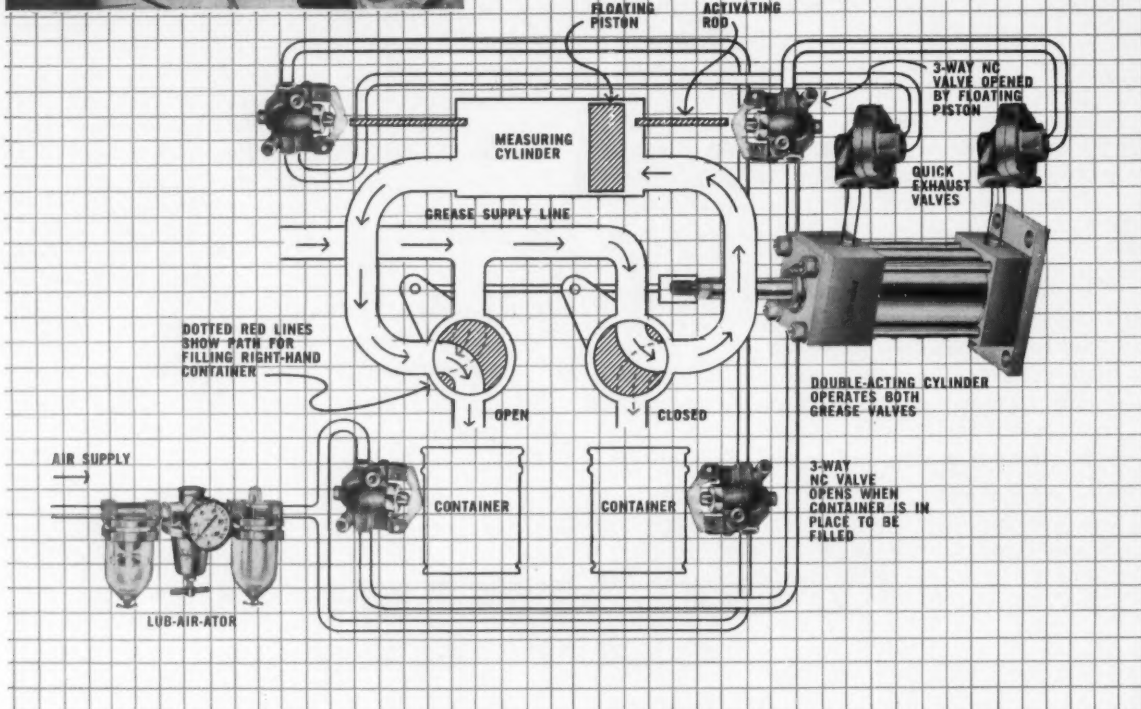 FLOATING
PISTON
ACTIVATING
ROD
3-WAY NC
VALVE OPENED
BY FLOATING
PISTON
MEASURING
CYLINDER
QUICK
EXHAUST
VALVES
GREASE SUPPLY LINE
DOTTED RED LINES
SHOW PATH FOR
FILLING RIGHT-HAND
CONTAINER
DOUBLE-ACTING CYLINDER
OPERATES BOTH
GREASE VALVES
OPEN
CLOSED
AIR SUPPLY
CONTAINER
CONTAINER
3-WAY
NC VALVE
OPENS WHEN
CONTAINER IS IN
PLACE TO BE
FILLED
LUB-AIR-ATOR